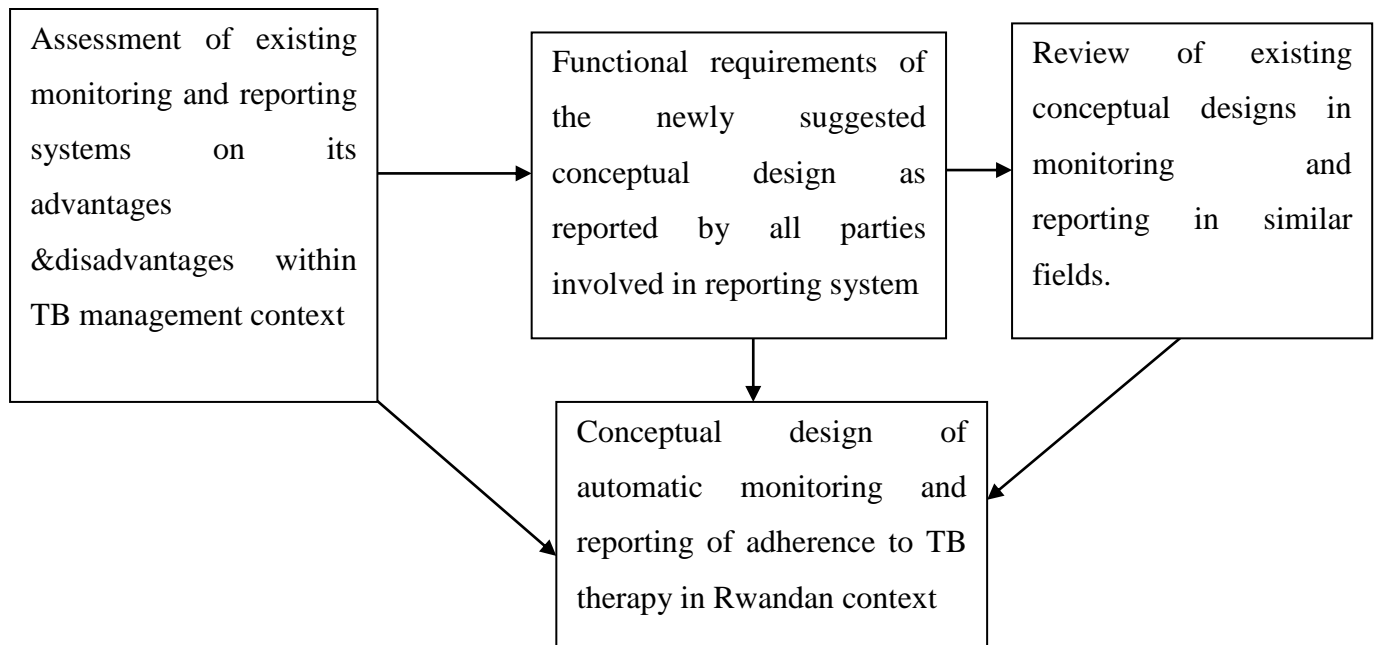 Assessment of existing
monitoring and reporting
systems on its
advantages
&disadvantages within
TB management context
Functional requirements of
the newly suggested
conceptual design as
reported by all parties
involved in reporting system
Review of existing
conceptual designs in
monitoring and
reporting in similar
fields.
Conceptual design of
automatic monitoring and
reporting of adherence to TB
therapy in Rwandan context